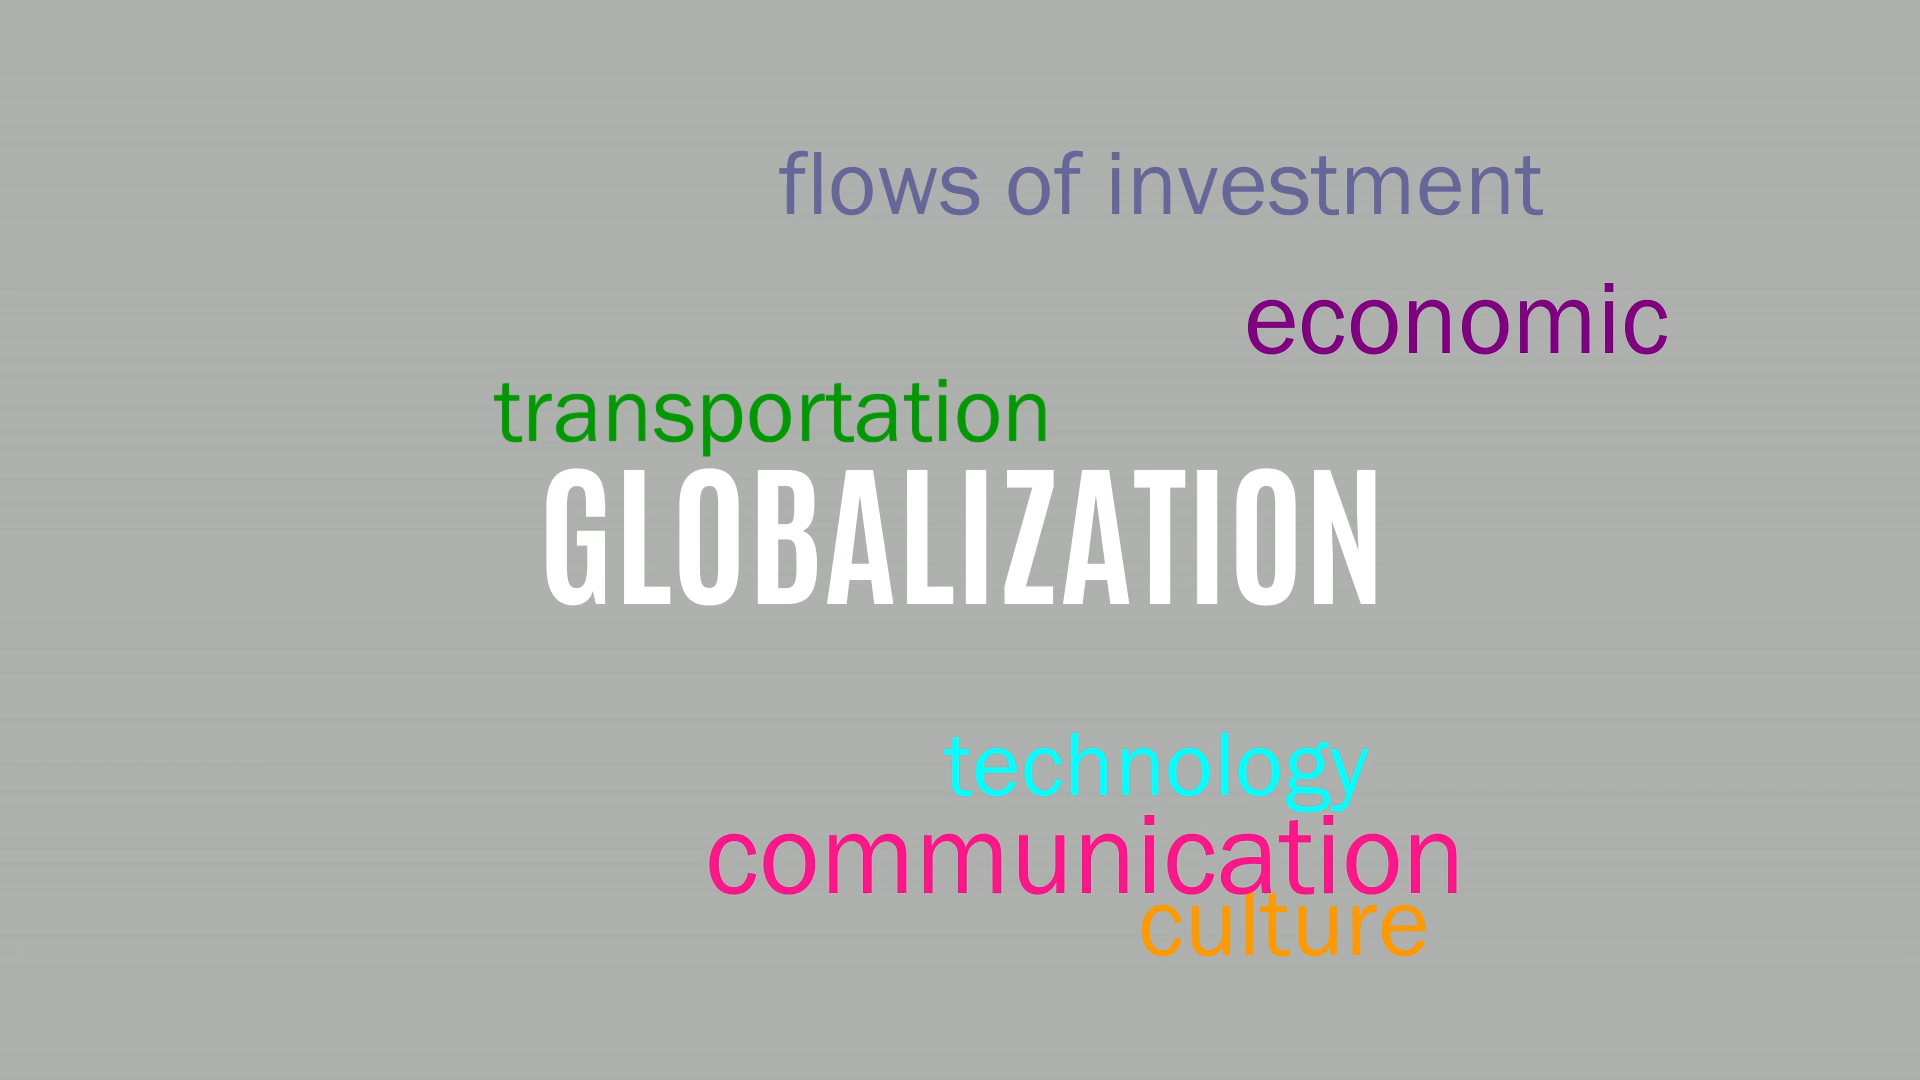 flows of investment
economic
transportation
GLOBALIZATION
technology
communication
culture